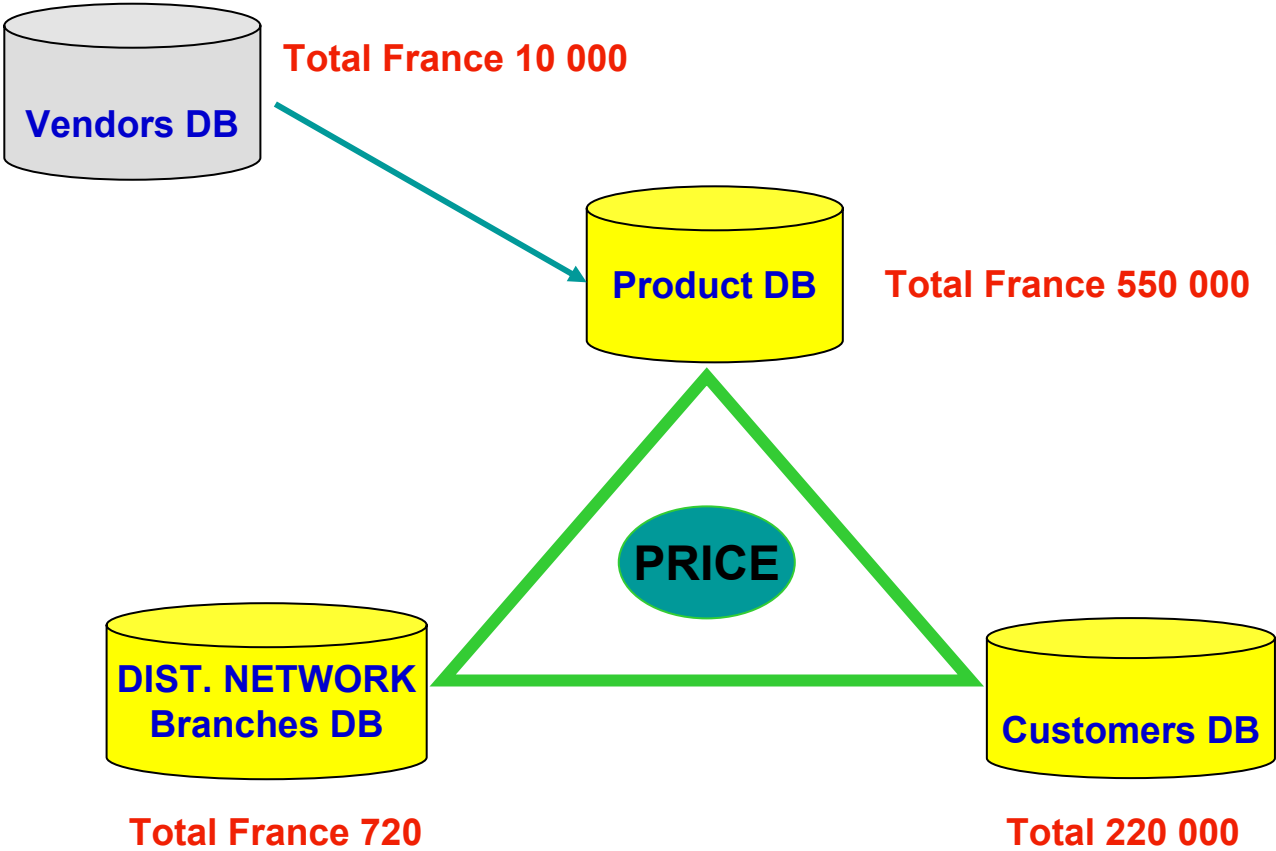 Total France 10 000
Vendors DB
Product DB
Total France 550 000
PRICE
DIST. NETWORK
Branches DB
Customers DB
Total France 720
Total 220 000